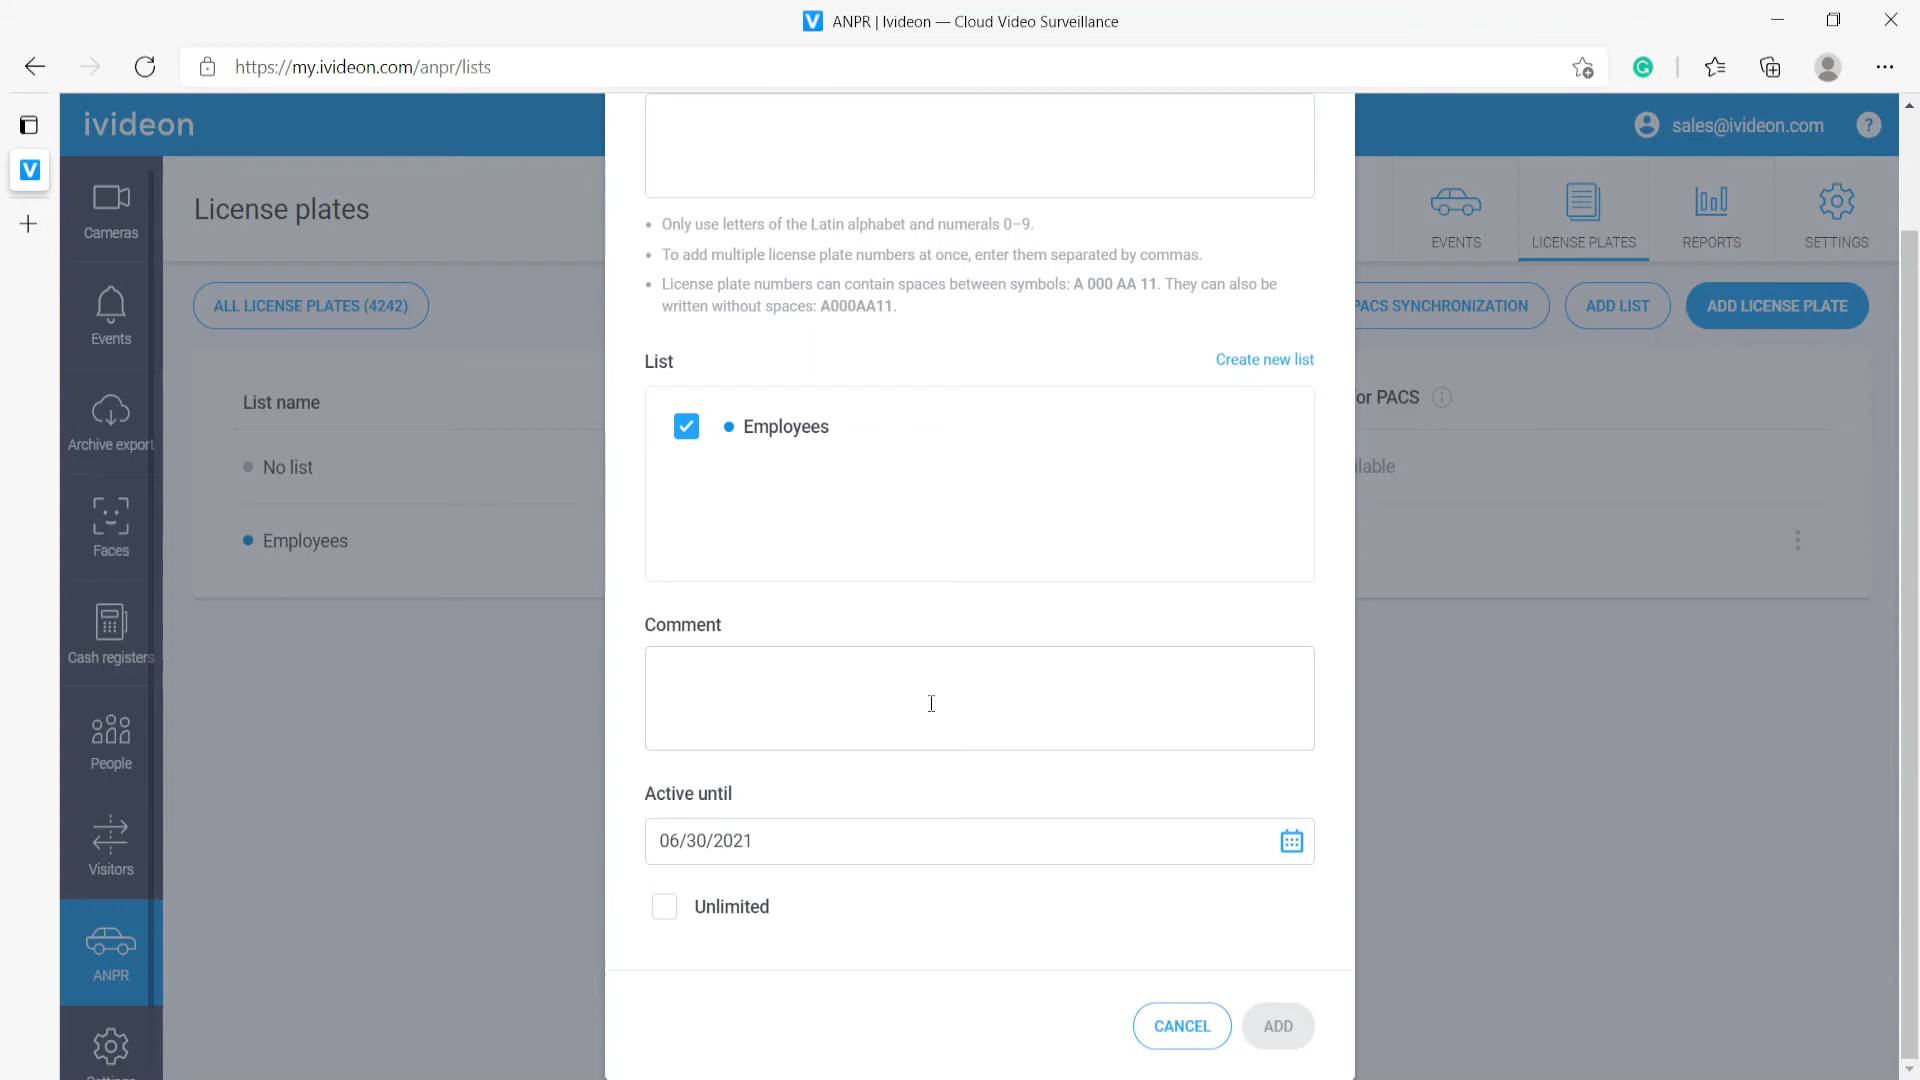 ANPR | Ivideon — Cloud Video Surveillance
https://my.ivideon.com/anpr/lists
ivideon
sales@ivideon.com
?
Cameras
Events
Archive export
Faces
Cash registers
People
Visitors
ANPR
License plates
EVENTS
LICENSE PLATES
REPORTS
SETTINGS
ALL LICENSE PLATES (4242)
PACS SYNCHRONIZATION
ADD LIST
ADD LICENSE PLATE
List name
or PACS
No list
ilable
Employees
• Only use letters of the Latin alphabet and numerals 0–9.
• To add multiple license plate numbers at once, enter them separated by commas.
• License plate numbers can contain spaces between symbols: A 000 AA 11. They can also be
written without spaces: A000AA11.
List
Create new list
Employees
Comment
Active until
06/30/2021
Unlimited
CANCEL
ADD